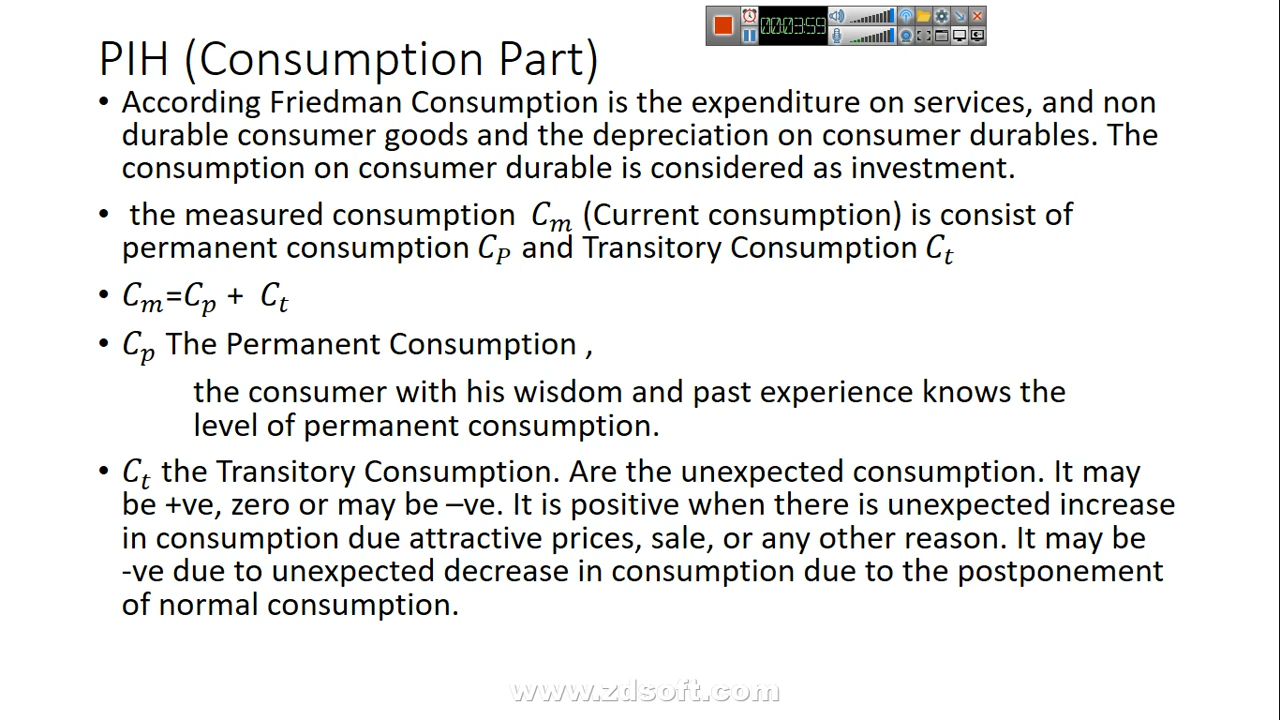 00:03:59
PIH (Consumption Part)
• According Friedman Consumption is the expenditure on services, and non
durable consumer goods and the depreciation on consumer durables. The
consumption on consumer durable is considered as investment.
• the measured consumption 𝐶𝑚 (Current consumption) is consist of
permanent consumption 𝐶𝑃 and Transitory Consumption 𝐶𝑡
• 𝐶𝑚=𝐶𝑝 + 𝐶𝑡
• 𝐶𝑝 The Permanent Consumption ,
the consumer with his wisdom and past experience knows the
level of permanent consumption.
• 𝐶𝑡 the Transitory Consumption. Are the unexpected consumption. It may
be +ve, zero or may be –ve. It is positive when there is unexpected increase
in consumption due attractive prices, sale, or any other reason. It may be
-ve due to unexpected decrease in consumption due to the postponement
of normal consumption.
www.zdsoft.com